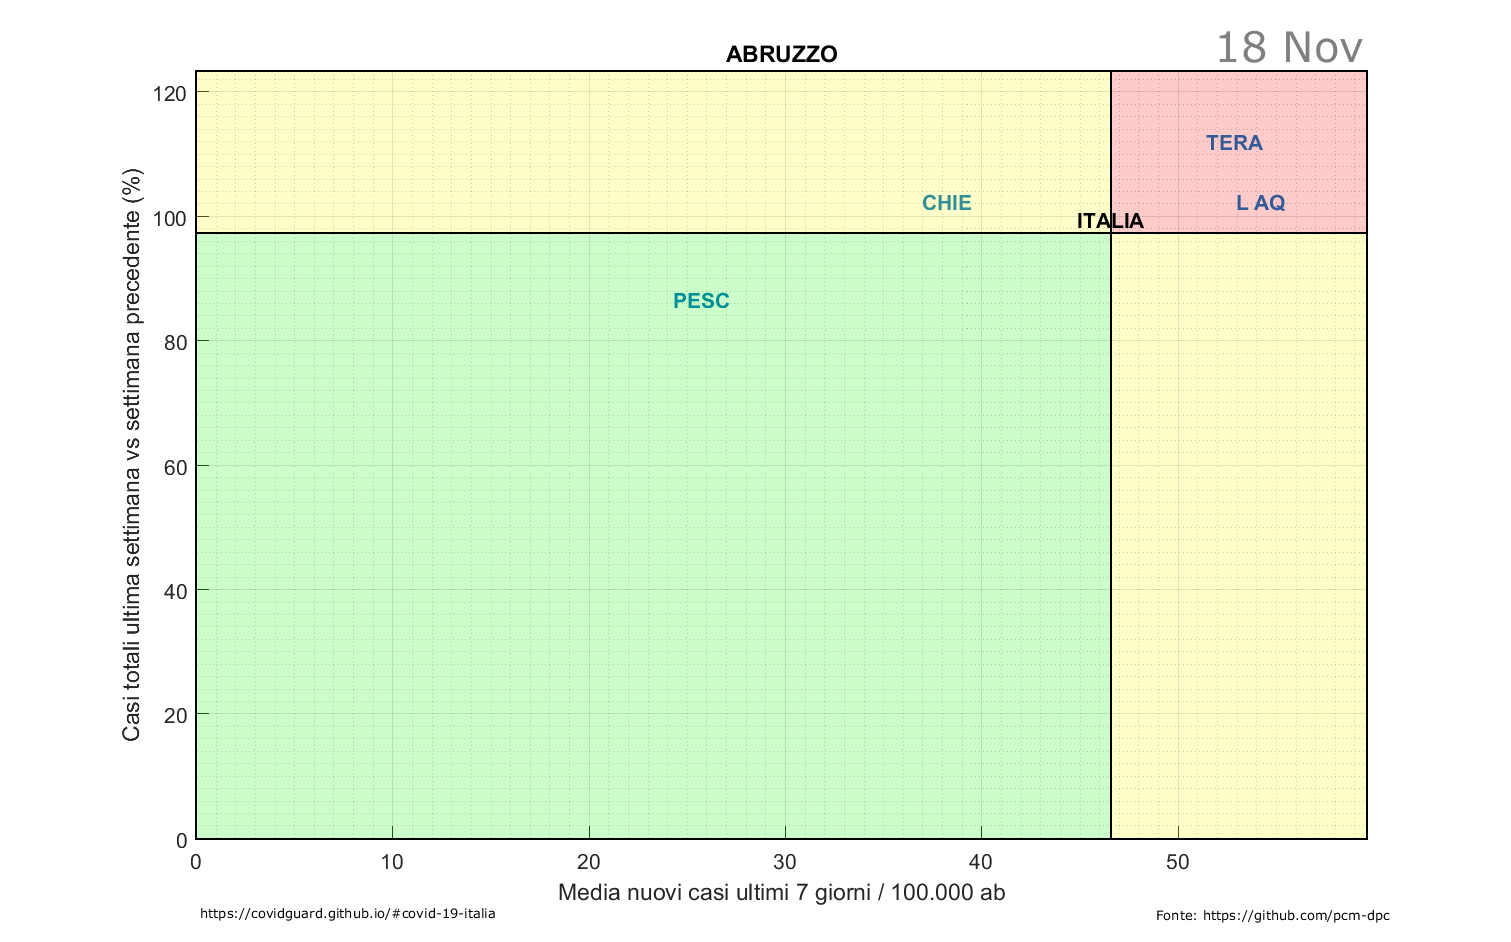 18 Nov
ABRUZZO
120
100
80
60
40
20
0
Casi totali ultima settimana vs settimana precedente (%)
TERA
CHIE
L AQ
ITALIA
PESC
0 10 20 30 40 50
Media nuovi casi ultimi 7 giorni / 100.000 ab
https://covidguard.github.io/#covid-19-italia
Fonte: https://github.com/pcm-dpc